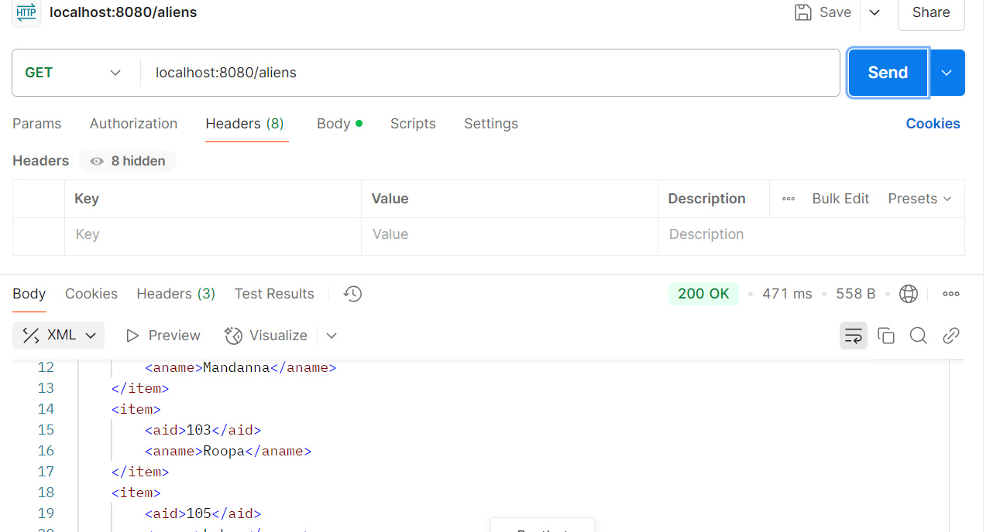 HTTP localhost:8080/aliens Save Share
GET localhost:8080/aliens Send
Params Authorization Headers (8) Body Scripts Settings Cookies
Headers 8 hidden
Key Value Description Bulk Edit Presets
Key Value Description
Body Cookies Headers (3) Test Results 200 OK 471 ms 558 B
XML Preview Visualize
12 <aname>Mandanna</aname>
13 </item>
14 <item>
15 <aid>103</aid>
16 <aname>Roopa</aname>
17 </item>
18 <item>
19 <aid>105</aid>